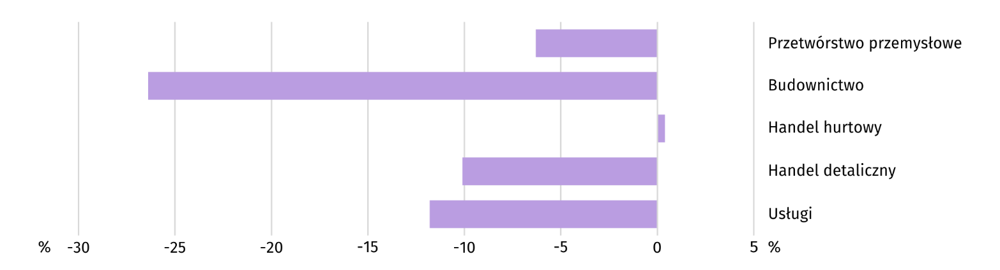 Przetwórstwo przemysłowe
Budownictwo
Handel hurtowy
Handel detaliczny
Usługi
% -30 -25 -20 -15 -10 -5 0 5 %